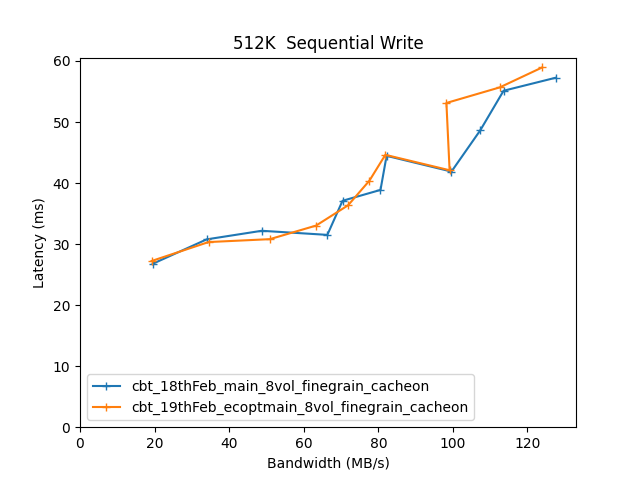 512K  Sequential Write
60
50
40
30
20
10
0
Latency (ms)
cbt_18thFeb_main_8vol_finegrain_cacheon
cbt_19thFeb_ecoptmain_8vol_finegrain_cacheon
0 20 40 60 80 100 120
Bandwidth (MB/s)